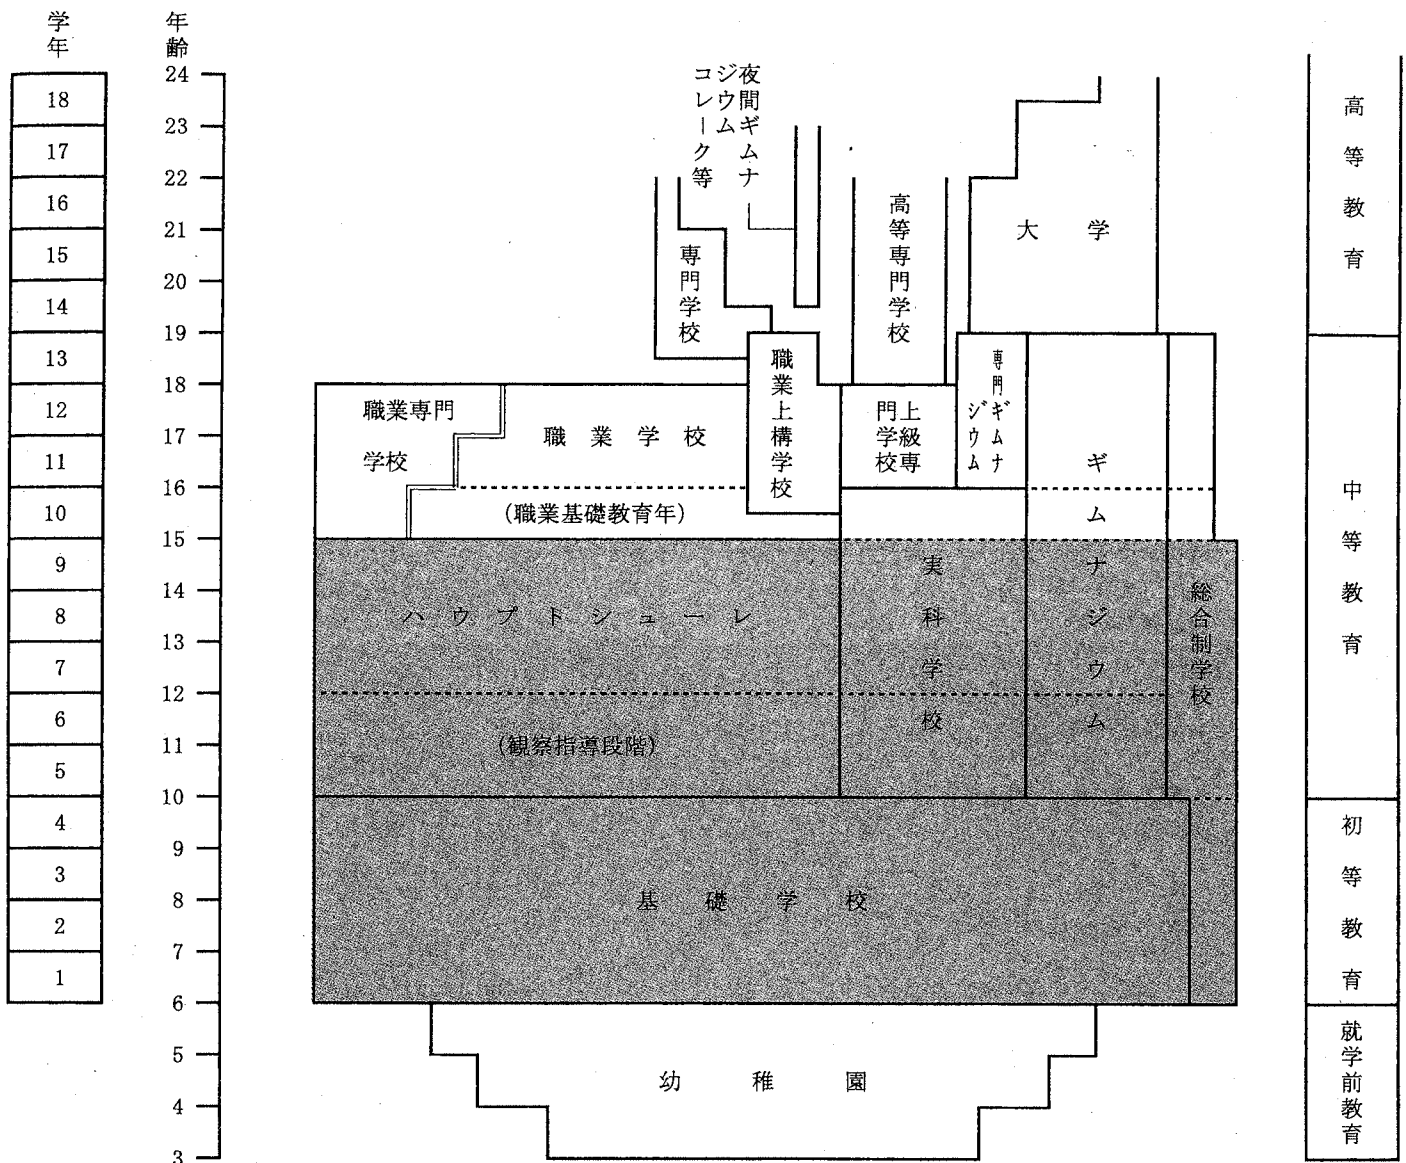 学年
年齢
24
18
23
17
22
16
21
15
20
14
19
13
18
12
17
11
16
10
15
9
14
8
13
7
12
6
11
5
10
4
9
3
8
2
7
1
6
5
4
3
夜間ギムナ
ジウム
コレーク等
専門学校
高等専門学校
大学
職業専門
学校
職業学校
(職業基礎教育年)
職業上構学校
上級専
門学校
専門ギムナ
ジウム
ハウプトシューレ
(観察指導段階)
実科学校
ギムナジウム
総合制学校
基礎学校
幼稚園
高等教育
中等教育
初等教育
就学前教育